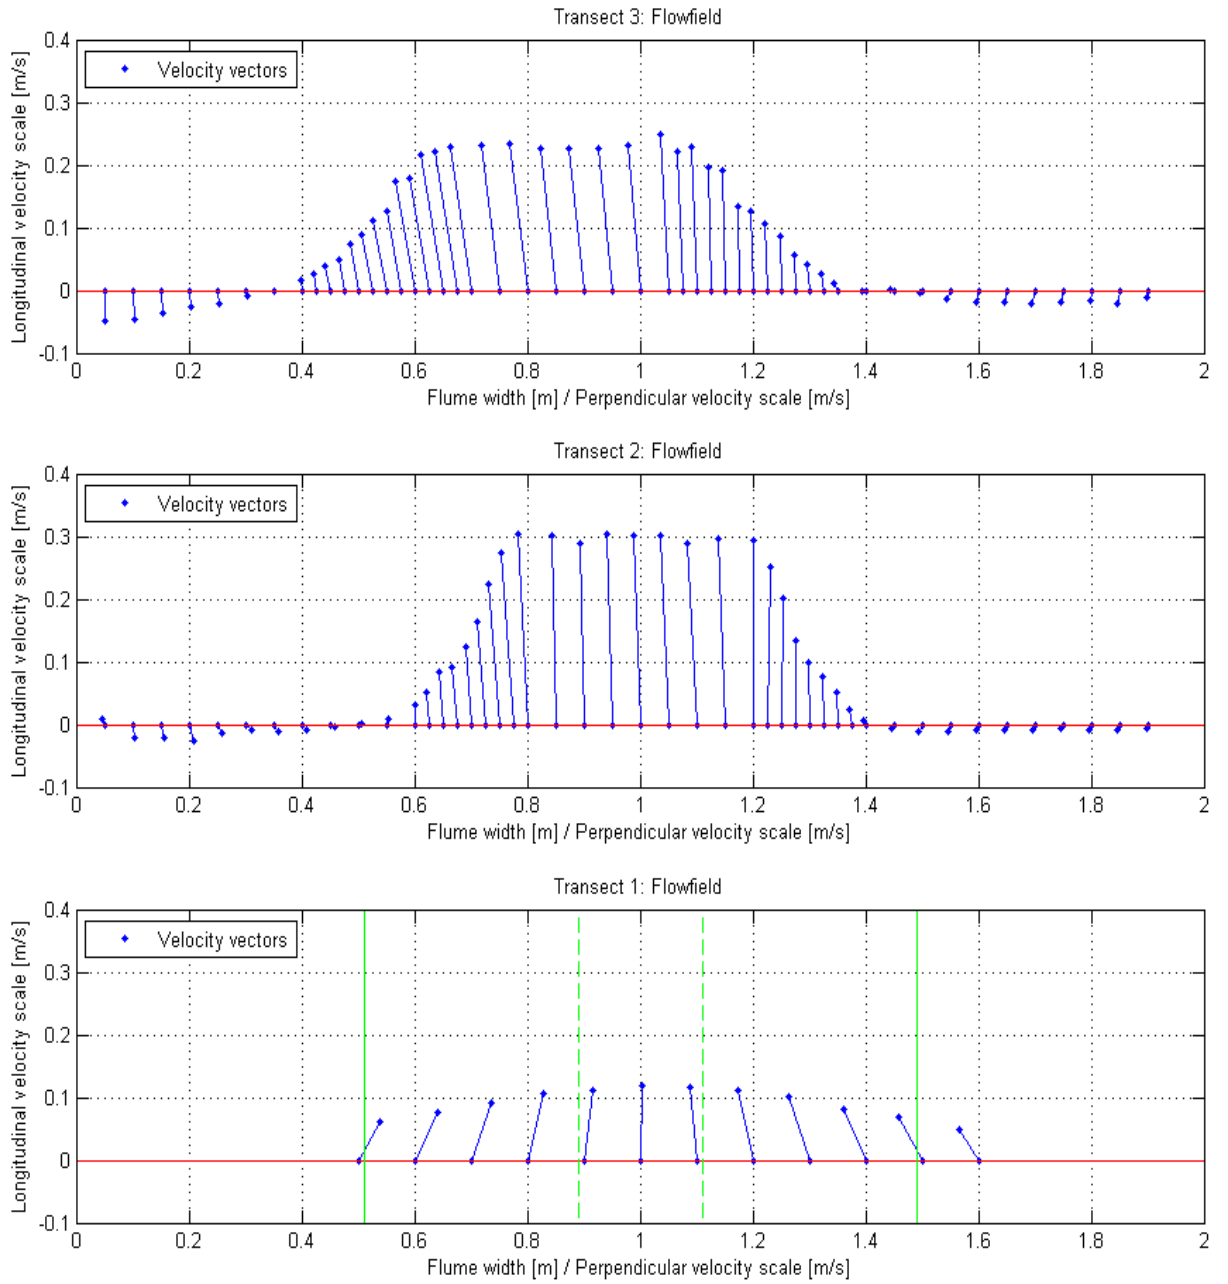 Transect 3: Flowfield
Longitudinal velocity scale [m/s]
0.4
0.3
0.2
0.1
0
-0.1
Velocity vectors
0 0.2 0.4 0.6 0.8 1 1.2 1.4 1.6 1.8 2
Flume width [m] / Perpendicular velocity scale [m/s]
Transect 2: Flowfield
Longitudinal velocity scale [m/s]
0.4
0.3
0.2
0.1
0
-0.1
Velocity vectors
0 0.2 0.4 0.6 0.8 1 1.2 1.4 1.6 1.8 2
Flume width [m] / Perpendicular velocity scale [m/s]
Transect 1: Flowfield
Longitudinal velocity scale [m/s]
0.4
0.3
0.2
0.1
0
-0.1
Velocity vectors
0 0.2 0.4 0.6 0.8 1 1.2 1.4 1.6 1.8 2
Flume width [m] / Perpendicular velocity scale [m/s]